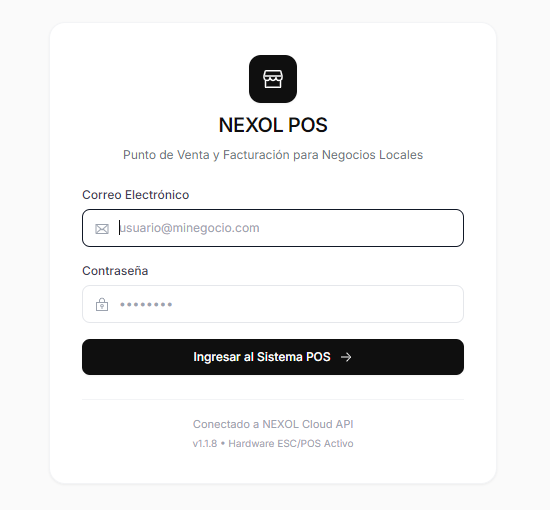 NEXOL POS
Punto de Venta y Facturación para Negocios Locales
Correo Electrónico
usuario@minegocio.com
Contraseña
••••••••
Ingresar al Sistema POS →
Conectado a NEXOL Cloud API
v1.1.8 • Hardware ESC/POS Activo